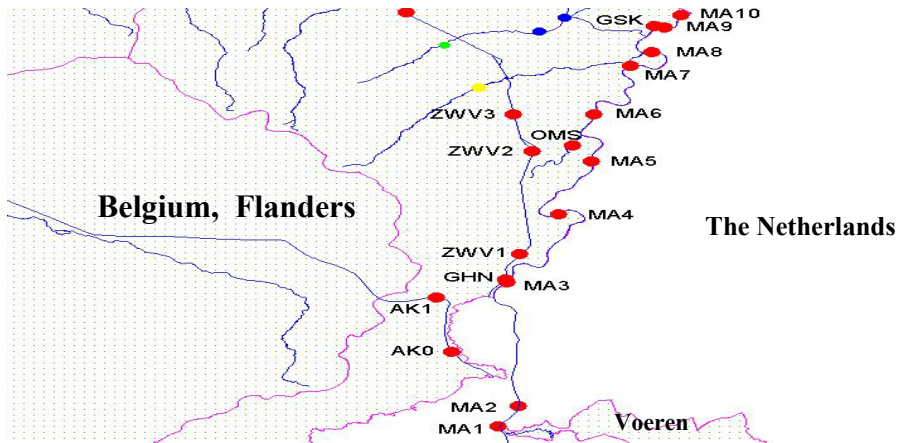 MA10
GSK
MA9
MA8
MA7
ZWV3
MA6
OMS
ZWV2
MA5
Belgium, Flanders
MA4
The Netherlands
ZWV1
GHN
MA3
AK1
AK0
MA2
Voeren
MA1